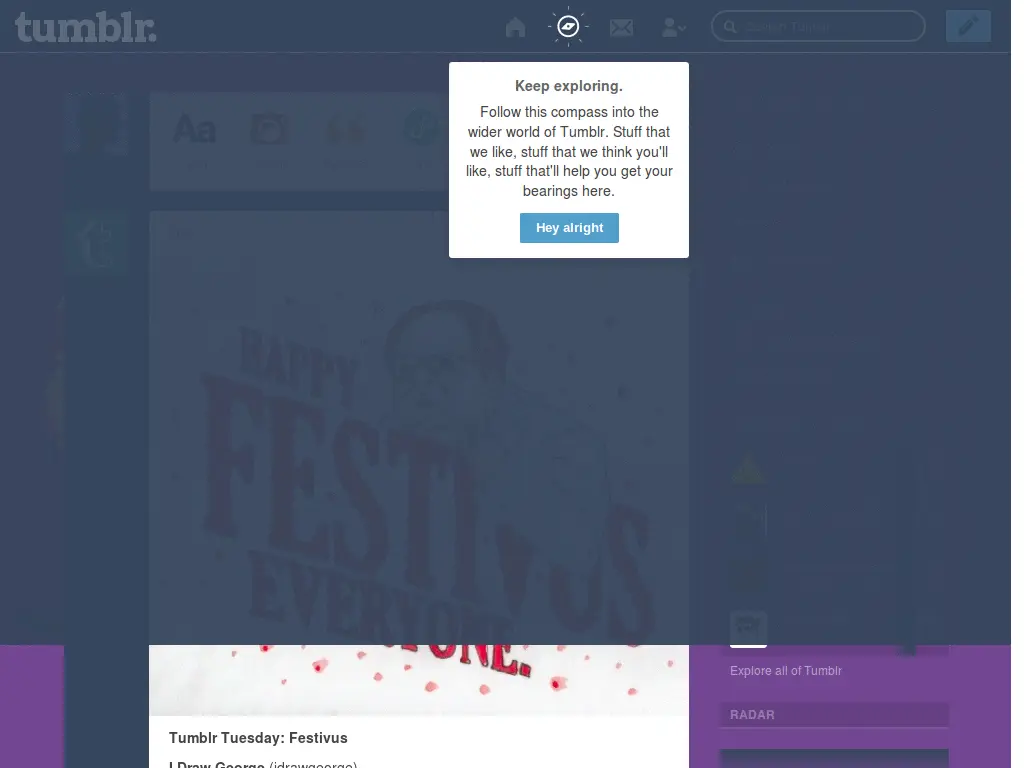 tumblr.
Search Tumblr
Keep exploring.
Follow this compass into the
wider world of Tumblr. Stuff that
we like, stuff that we think you'll
like, stuff that'll help you get your
bearings here.
Hey alright
Aa
HAPPY
FESTIVUS
EVERYONE.
Explore all of Tumblr
RADAR
Tumblr Tuesday: Festivus
I Draw George (idrawgeorge)